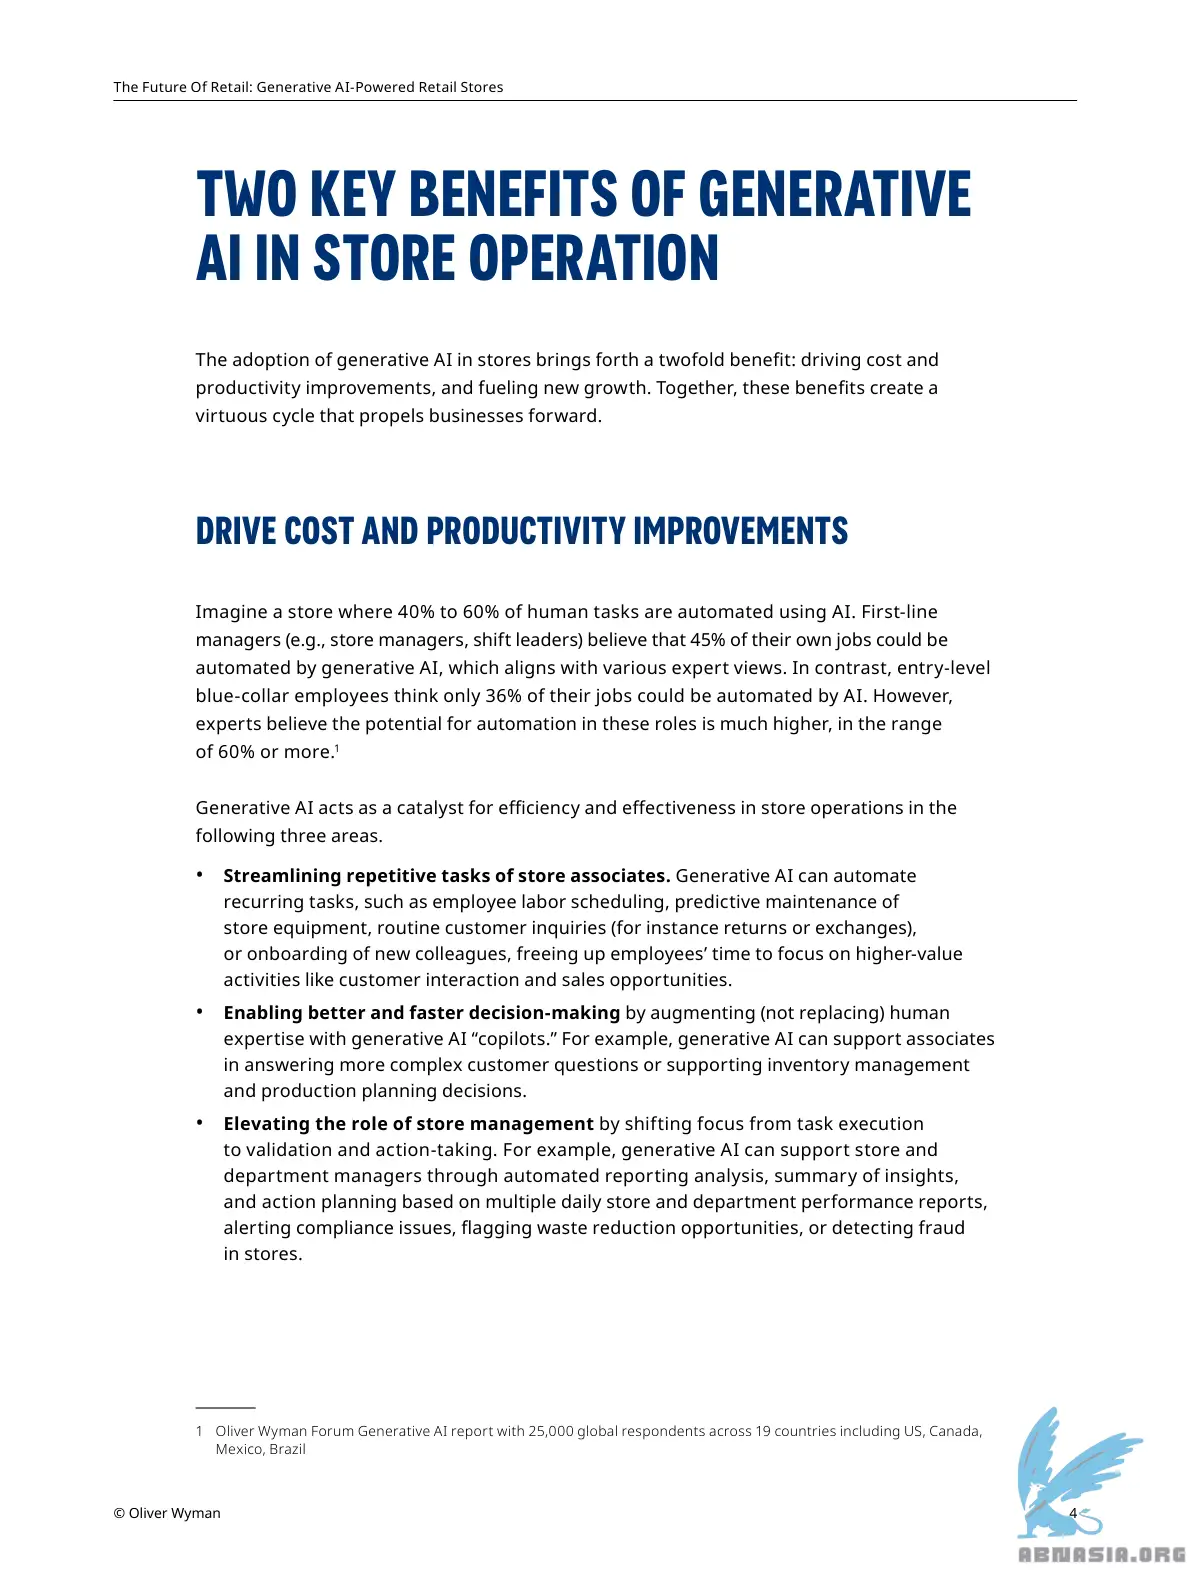 The Future Of Retail: Generative AI-Powered Retail Stores
TWO KEY BENEFITS OF GENERATIVE
AI IN STORE OPERATION
The adoption of generative AI in stores brings forth a twofold benefit: driving cost and
productivity improvements, and fueling new growth. Together, these benefits create a
virtuous cycle that propels businesses forward.
DRIVE COST AND PRODUCTIVITY IMPROVEMENTS
Imagine a store where 40% to 60% of human tasks are automated using AI. First-line
managers (e.g., store managers, shift leaders) believe that 45% of their own jobs could be
automated by generative AI, which aligns with various expert views. In contrast, entry-level
blue-collar employees think only 36% of their jobs could be automated by AI. However,
experts believe the potential for automation in these roles is much higher, in the range
of 60% or more.¹
Generative AI acts as a catalyst for efficiency and effectiveness in store operations in the
following three areas.
• Streamlining repetitive tasks of store associates. Generative AI can automate
recurring tasks, such as employee labor scheduling, predictive maintenance of
store equipment, routine customer inquiries (for instance returns or exchanges),
or onboarding of new colleagues, freeing up employees’ time to focus on higher-value
activities like customer interaction and sales opportunities.
• Enabling better and faster decision-making by augmenting (not replacing) human
expertise with generative AI “copilots.” For example, generative AI can support associates
in answering more complex customer questions or supporting inventory management
and production planning decisions.
• Elevating the role of store management by shifting focus from task execution
to validation and action-taking. For example, generative AI can support store and
department managers through automated reporting analysis, summary of insights,
and action planning based on multiple daily store and department performance reports,
alerting compliance issues, flagging waste reduction opportunities, or detecting fraud
in stores.
1 Oliver Wyman Forum Generative AI report with 25,000 global respondents across 19 countries including US, Canada,
Mexico, Brazil
© Oliver Wyman
4
ABNASIA.ORG